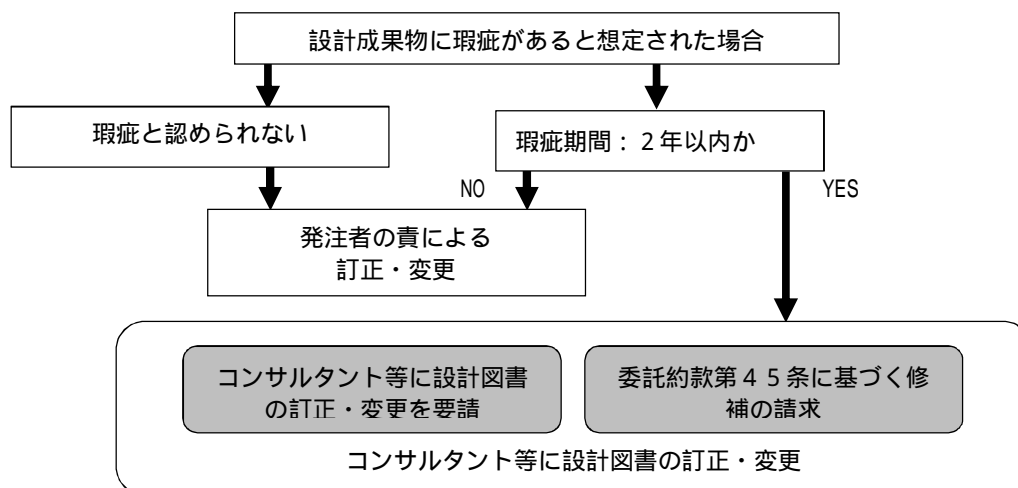 設計成果物に瑕疵があると想定された場合
瑕疵と認められない
瑕疵期間：２年以内か
NO
YES
発注者の責による
訂正・変更
コンサルタント等に設計図書
の訂正・変更を要請
委託約款第４５条に基づく修
補の請求
コンサルタント等に設計図書の訂正・変更